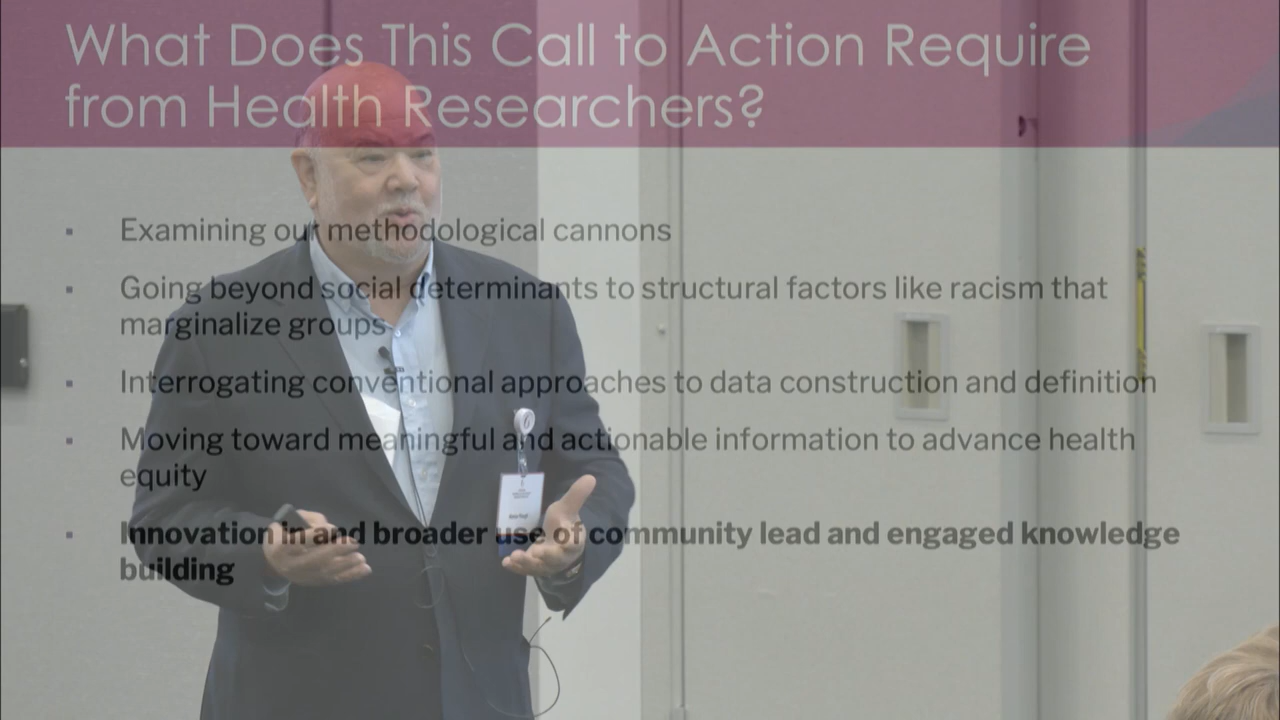 What Does This Call to Action Require
from Health Researchers?
▪ Examining our methodological cannons
▪ Going beyond social determinants to structural factors like racism that
marginalize groups
▪ Interrogating conventional approaches to data construction and definition
▪ Moving toward meaningful and actionable information to advance health
equity
▪ Innovation in and broader use of community lead and engaged knowledge
building